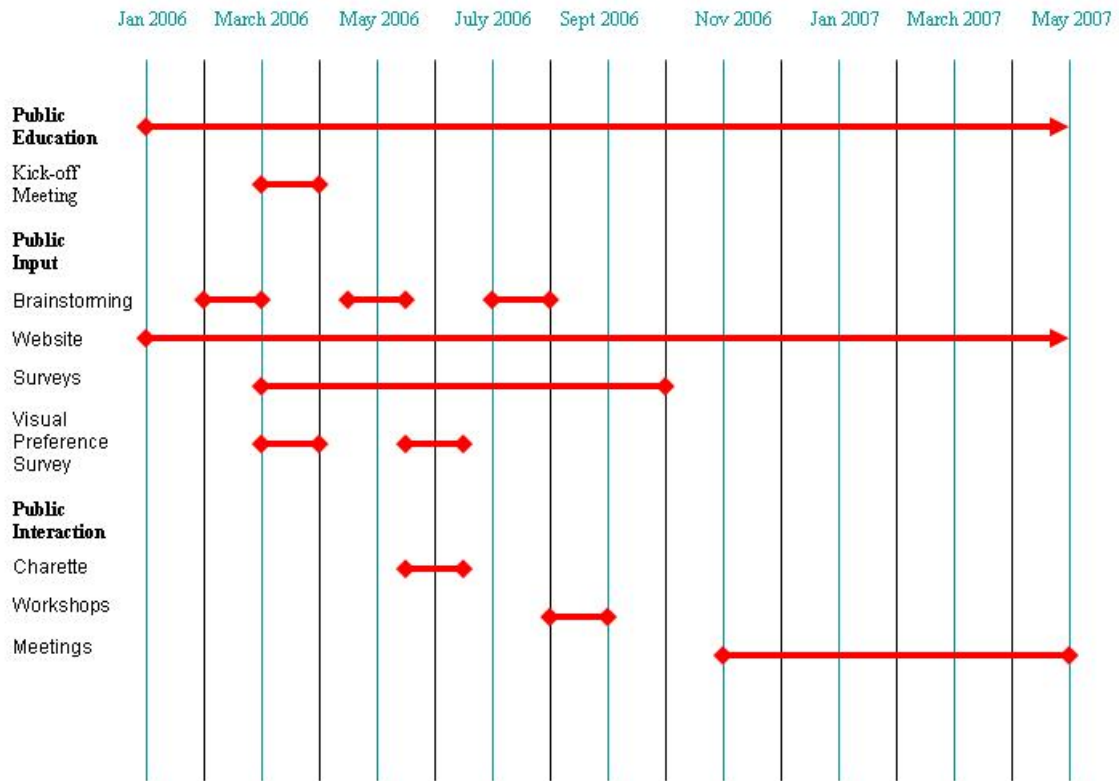 Jan 2006 March 2006 May 2006 July 2006 Sept 2006 Nov 2006 Jan 2007 March 2007 May 2007
Public
Education
Kick-off
Meeting
Public
Input
Brainstorming
Website
Surveys
Visual
Preference
Survey
Public
Interaction
Charette
Workshops
Meetings